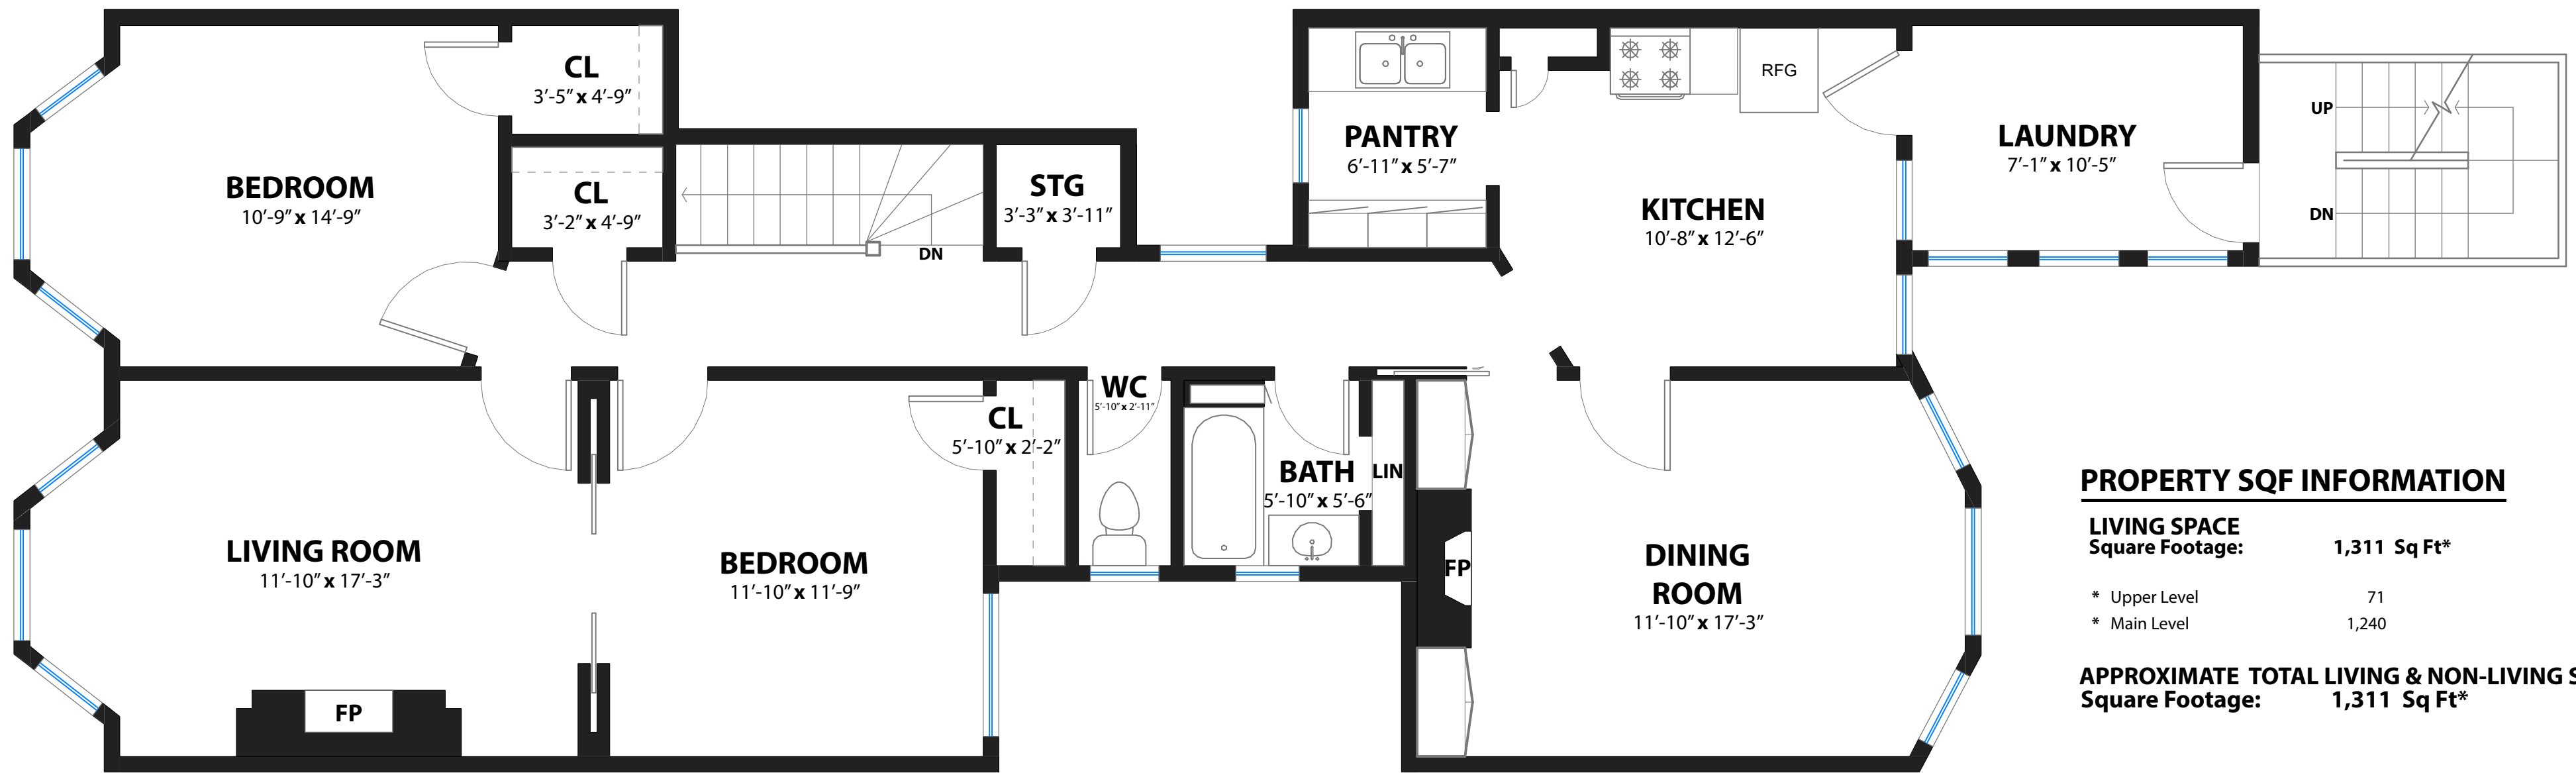 CL
3'-5" x 4'-9"
BEDROOM
10'-9" x 14'-9"
CL
3'-2" x 4'-9"
DN
STG
3'-3" x 3'-11"
PANTRY
6'-11" x 5'-7"
RFG
KITCHEN
10'-8" x 12'-6"
LAUNDRY
7'-1" x 10'-5"
UP
DN
LIVING ROOM
11'-10" x 17'-3"
FP
BEDROOM
11'-10" x 11'-9"
CL
5'-10" x 2'-2"
WC
5'-10" x 2'-11"
BATH
5'-10" x 5'-6"
LIN
FP
DINING
ROOM
11'-10" x 17'-3"
PROPERTY SQF INFORMATION
LIVING SPACE
Square Footage: 1,311 Sq Ft*
* Upper Level 71
* Main Level 1,240
APPROXIMATE TOTAL LIVING & NON-LIVING S
Square Footage: 1,311 Sq Ft*